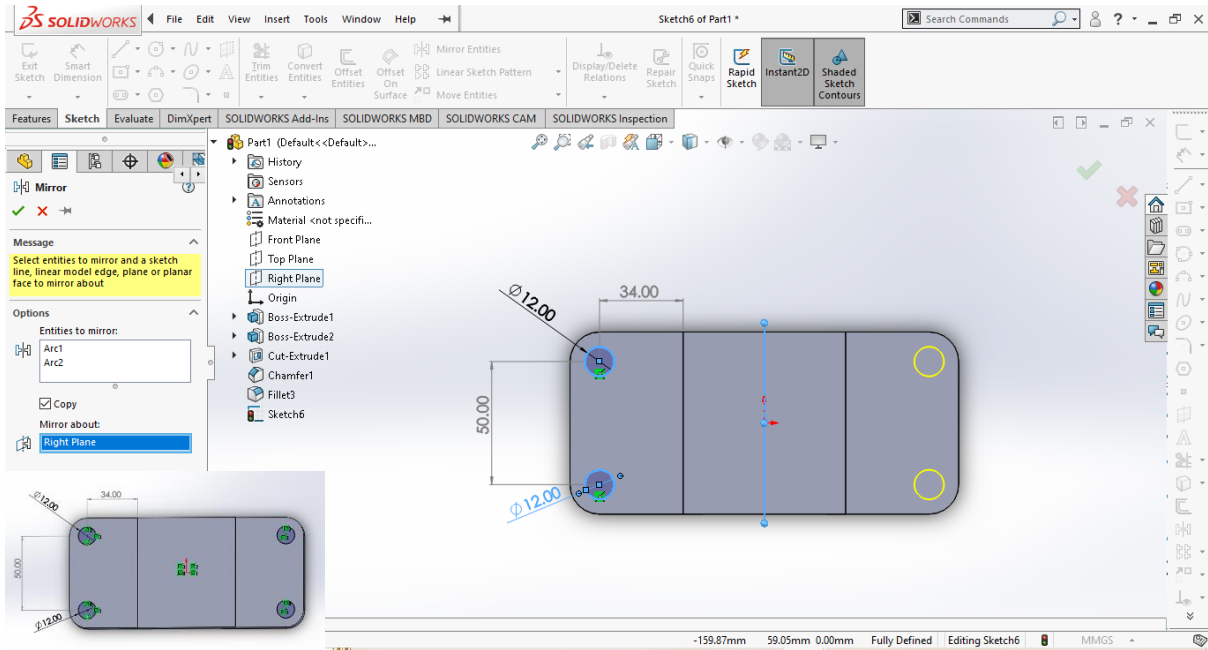 SOLIDWORKS File Edit View Insert Tools Window Help Sketch6 of Part1 * Search Commands ?
Exit Sketch
Smart Dimension
Trim Entities
Convert Entities
Offset Entities
Offset On Surface
Mirror Entities
Linear Sketch Pattern
Move Entities
Display/Delete Relations
Repair Sketch
Quick Snaps
Rapid Sketch
Instant2D
Shaded Sketch Contours
Features Sketch Evaluate DimXpert SOLIDWORKS Add-Ins SOLIDWORKS MBD SOLIDWORKS CAM SOLIDWORKS Inspection
Mirror
Message
Select entities to mirror and a sketch
line, linear model edge, plane or planar
face to mirror about
Options
Entities to mirror:
Arc1
Arc2
Copy
Mirror about:
Right Plane
Part1 (Default<<Default>...
History
Sensors
Annotations
Material <not specifi...
Front Plane
Top Plane
Right Plane
Origin
Boss-Extrude1
Boss-Extrude2
Cut-Extrude1
Chamfer1
Fillet3
Sketch6
Ø12.00
34.00
50.00
Ø12.00
Ø12.00
34.00
50.00
Ø12.00
-159.87mm 59.05mm 0.00mm Fully Defined Editing Sketch6 MMGS